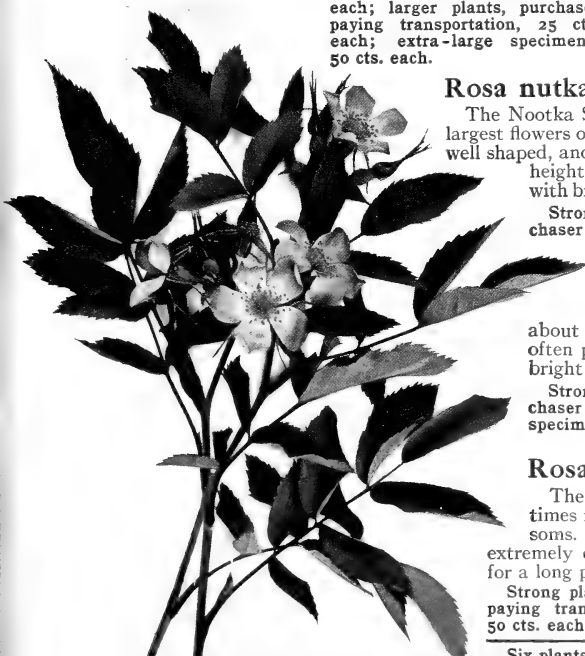 each; larger plants, purchas
paying transportation, 25 ct
each; extra-large specimen
50 cts. each.
Rosa nutka
The Nootka S
largest flowers o
well shaped, and
height
with b
Stron
chaser
about
often p
bright
Stron
chaser
specim
Rosa
The
times
soms.
extremely
for a long p
Strong pl
paying tran
50 cts. each
Six plants